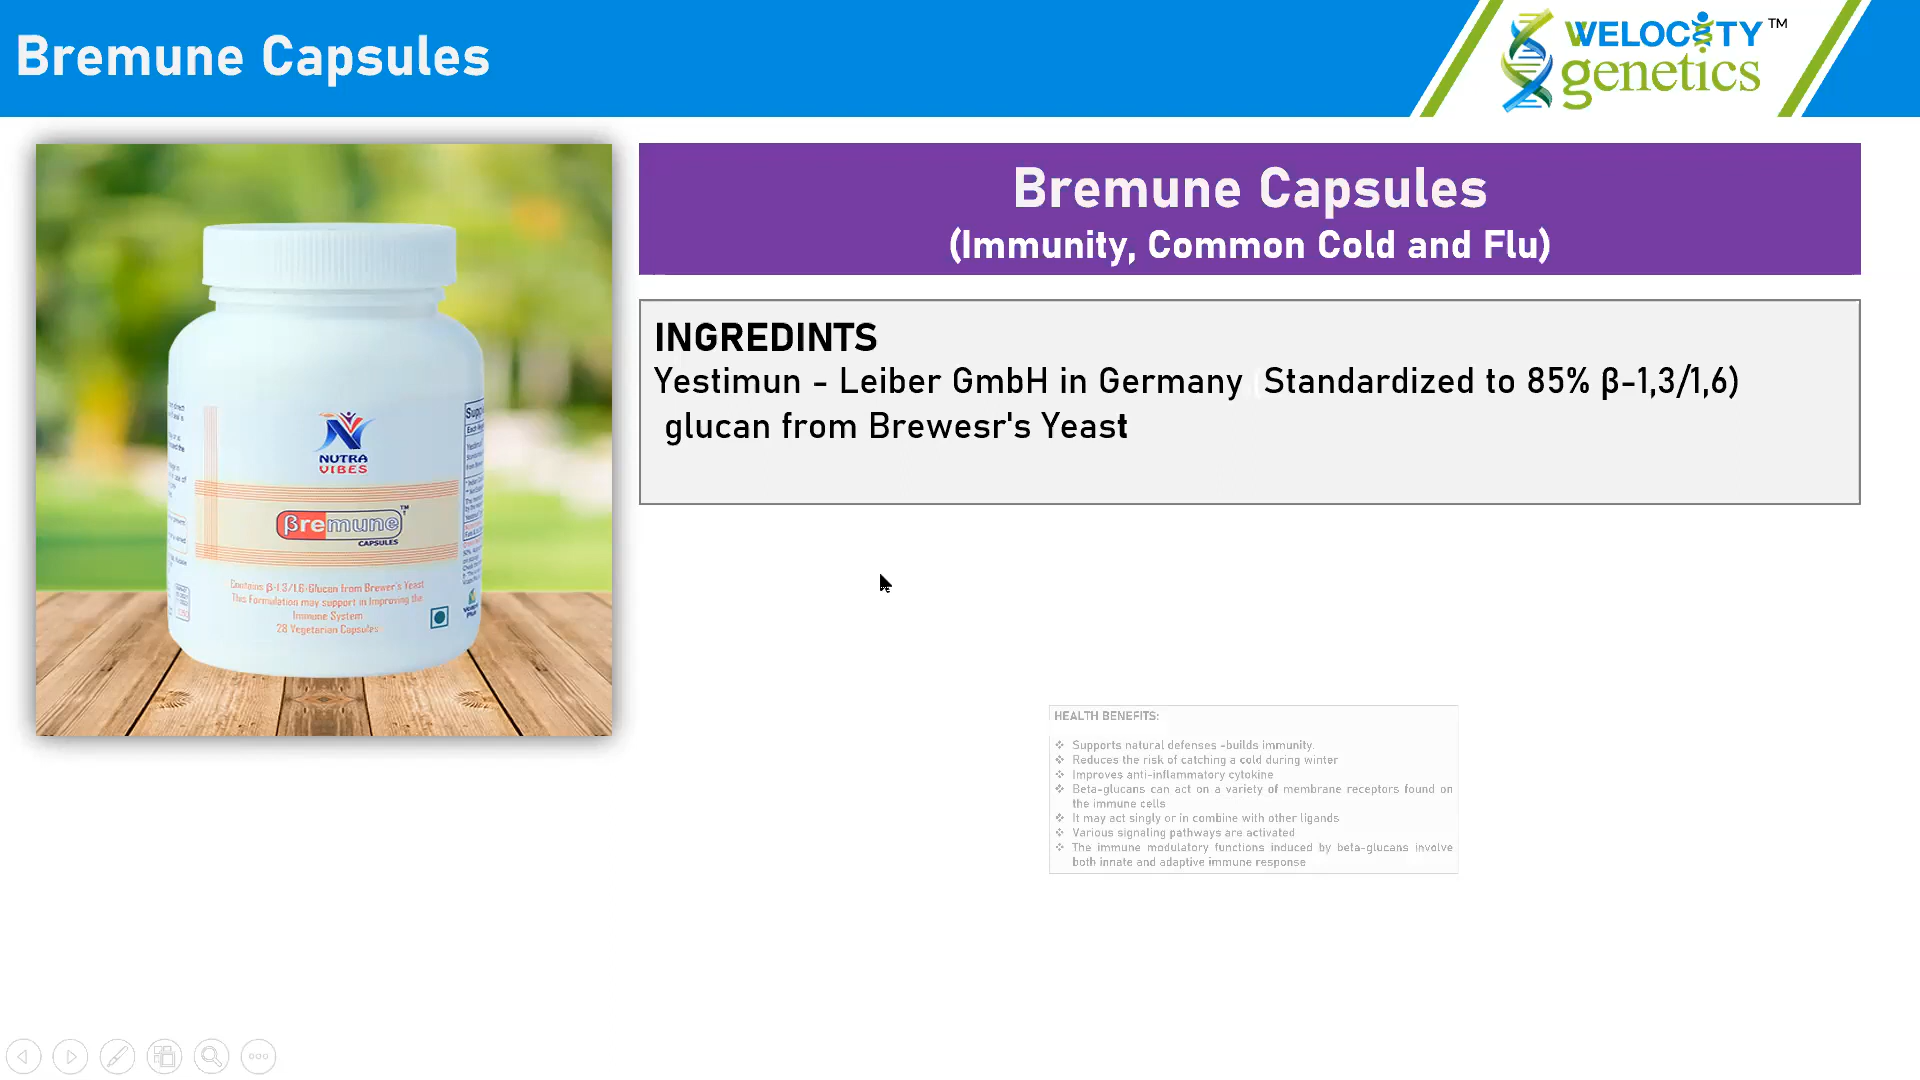 Bremune Capsules
WELOCITY™
genetics
Bremune Capsules
(Immunity, Common Cold and Flu)
INGREDINTS
Yestimun - Leiber GmbH in Germany (Standardized to 85% β-1,3/1,6)
glucan from Brewesr's Yeast
NUTRA
VIBES
βremune™
CAPSULES
Contains β-1,3/1,6-Glucan from Brewer's Yeast
This Formulation may support in Improving the
Immune System
28 Vegetarian Capsules
HEALTH BENEFITS:
❖ Supports natural defenses -builds immunity.
❖ Reduces the risk of catching a cold during winter
❖ Improves anti-inflammatory cytokine
❖ Beta-glucans can act on a variety of membrane receptors found on
the immune cells
❖ It may act singly or in combine with other ligands
❖ Various signaling pathways are activated
❖ The immune modulatory functions induced by beta-glucans involve
both innate and adaptive immune response